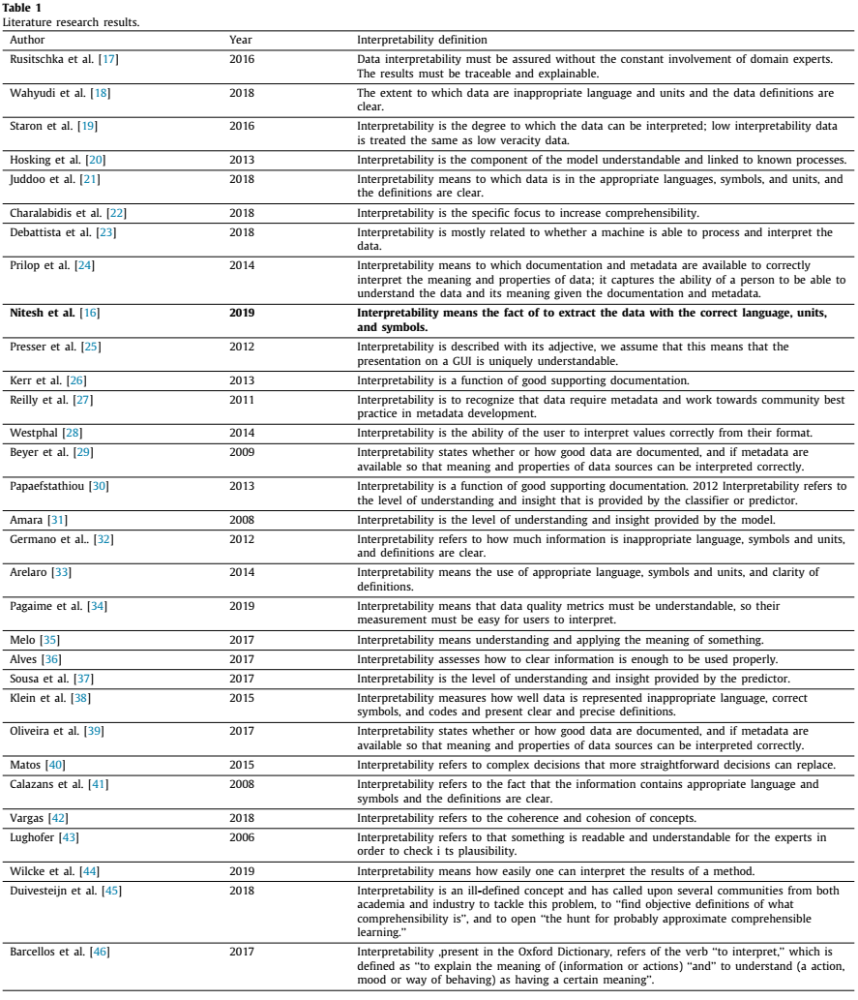 Table 1
Literature research results.
Author Year Interpretability definition
Rusitschka et al. [17] 2016 Data interpretability must be assured without the constant involvement of domain experts.
The results must be traceable and explainable.
Wahyudi et al. [18] 2018 The extent to which data are inappropriate language and units and the data definitions are
clear.
Staron et al. [19] 2016 Interpretability is the degree to which the data can be interpreted; low interpretability data
is treated the same as low veracity data.
Hosking et al. [20] 2013 Interpretability is the component of the model understandable and linked to known processes.
Juddoo et al. [21] 2018 Interpretability means to which data is in the appropriate languages, symbols, and units, and
the definitions are clear.
Charalabidis et al. [22] 2018 Interpretability is the specific focus to increase comprehensibility.
Debattista et al. [23] 2018 Interpretability is mostly related to whether a machine is able to process and interpret the
data.
Prilop et al. [24] 2014 Interpretability means to which documentation and metadata are available to correctly
interpret the meaning and properties of data; it captures the ability of a person to be able to
understand the data and its meaning given the documentation and metadata.
Nitesh et al. [16] 2019 Interpretability means the fact of to extract the data with the correct language, units,
and symbols.
Presser et al. [25] 2012 Interpretability is described with its adjective, we assume that this means that the
presentation on a GUI is uniquely understandable.
Kerr et al. [26] 2013 Interpretability is a function of good supporting documentation.
Reilly et al. [27] 2011 Interpretability is to recognize that data require metadata and work towards community best
practice in metadata development.
Westphal [28] 2014 Interpretability is the ability of the user to interpret values correctly from their format.
Beyer et al. [29] 2009 Interpretability states whether or how good data are documented, and if metadata are
available so that meaning and properties of data sources can be interpreted correctly.
Papaefstathiou [30] 2013 Interpretability is a function of good supporting documentation. 2012 Interpretability refers to
the level of understanding and insight that is provided by the classifier or predictor.
Amara [31] 2008 Interpretability is the level of understanding and insight provided by the model.
Germano et al.. [32] 2012 Interpretability refers to how much information is inappropriate language, symbols and units,
and definitions are clear.
Arelaro [33] 2014 Interpretability means the use of appropriate language, symbols and units, and clarity of
definitions.
Pagaime et al. [34] 2019 Interpretability means that data quality metrics must be understandable, so their
measurement must be easy for users to interpret.
Melo [35] 2017 Interpretability means understanding and applying the meaning of something.
Alves [36] 2017 Interpretability assesses how to clear information is enough to be used properly.
Sousa et al. [37] 2017 Interpretability is the level of understanding and insight provided by the predictor.
Klein et al. [38] 2015 Interpretability measures how well data is represented inappropriate language, correct
symbols, and codes and present clear and precise definitions.
Oliveira et al. [39] 2017 Interpretability states whether or how good data are documented, and if metadata are
available so that meaning and properties of data sources can be interpreted correctly.
Matos [40] 2015 Interpretability refers to complex decisions that more straightforward decisions can replace.
Calazans et al. [41] 2008 Interpretability refers to the fact that the information contains appropriate language and
symbols and the definitions are clear.
Vargas [42] 2018 Interpretability refers to the coherence and cohesion of concepts.
Lughofer [43] 2006 Interpretability refers to that something is readable and understandable for the experts in
order to check i ts plausibility.
Wilcke et al. [44] 2019 Interpretability means how easily one can interpret the results of a method.
Duivesteijn et al. [45] 2018 Interpretability is an ill-defined concept and has called upon several communities from both
academia and industry to tackle this problem, to “find objective definitions of what
comprehensibility is”, and to open “the hunt for probably approximate comprehensible
learning.”
Barcellos et al. [46] 2017 Interpretability ,present in the Oxford Dictionary, refers of the verb “to interpret,” which is
defined as “to explain the meaning of (information or actions) “and” to understand (a action,
mood or way of behaving) as having a certain meaning”.